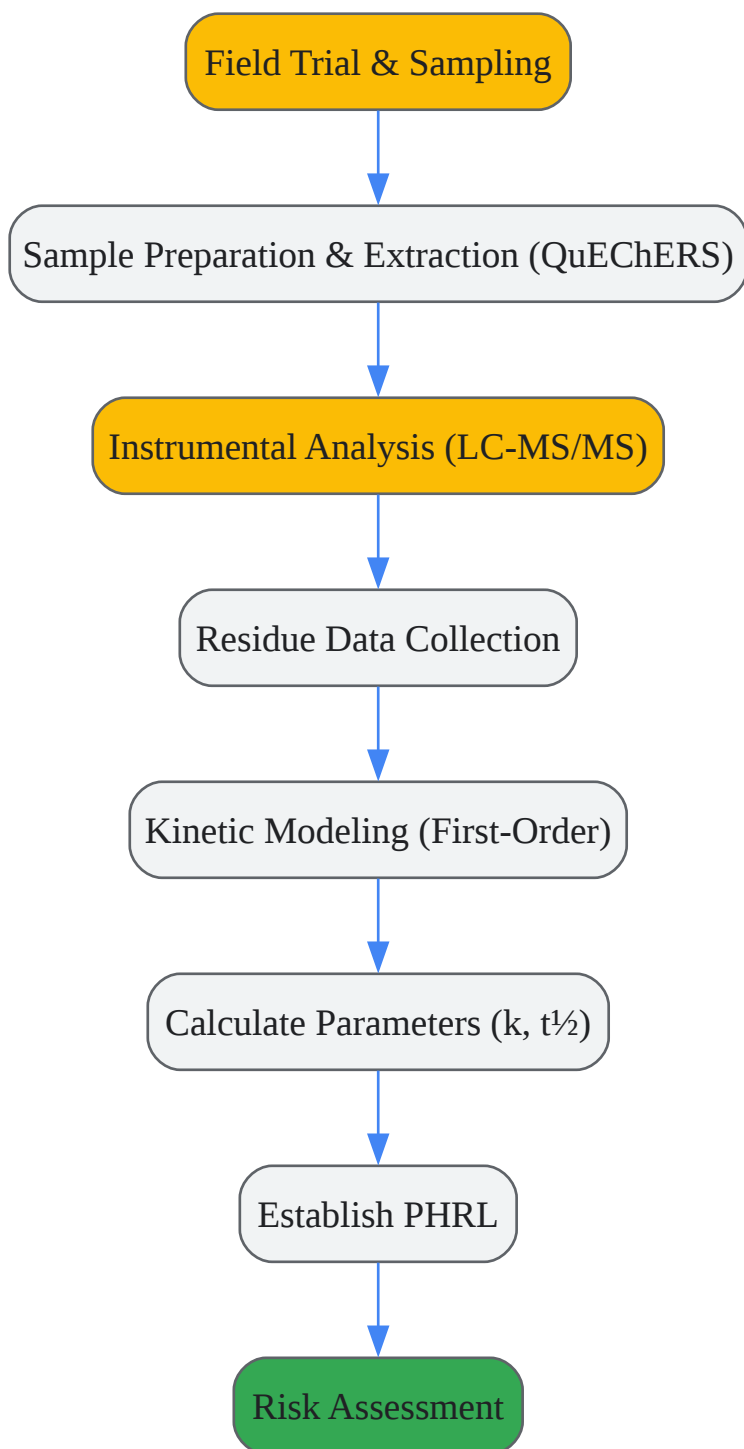 Field Trial & Sampling
Sample Preparation & Extraction (QuEChERS)
Instrumental Analysis (LC-MS/MS)
Residue Data Collection
Kinetic Modeling (First-Order)
Calculate Parameters (k, t½)
Establish PHRL
Risk Assessment